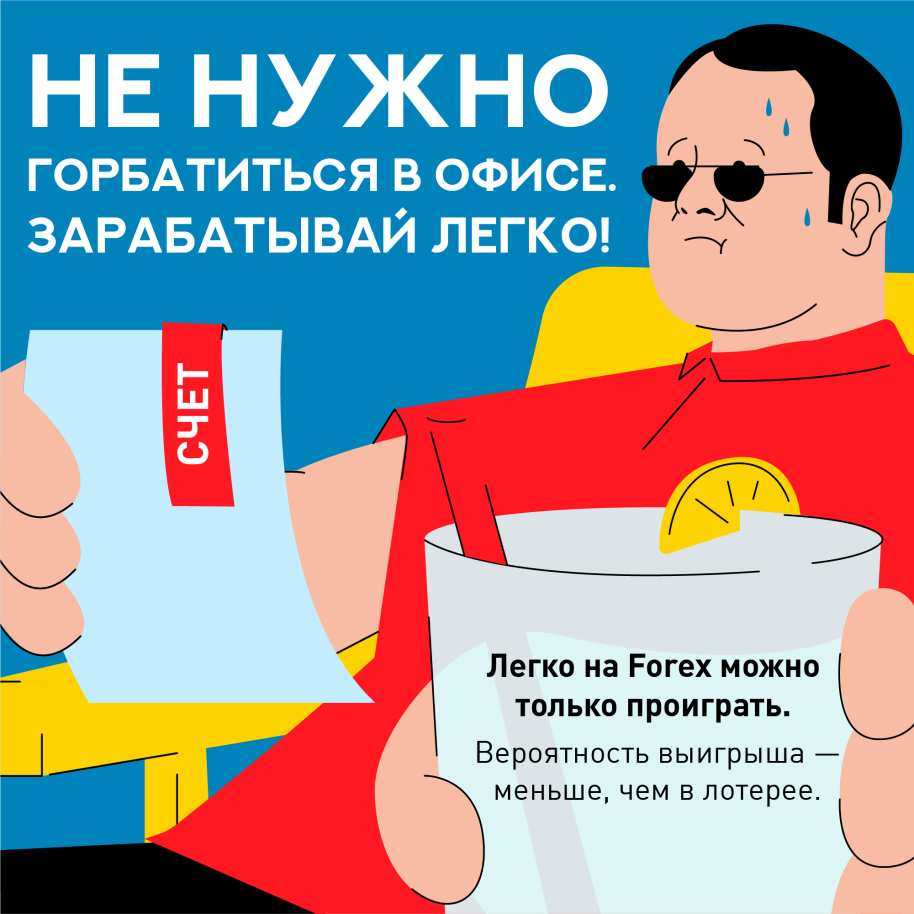 НЕ НУЖНО
ГОРБАТИТЬСЯ В ОФИСЕ.
ЗАРАБАТЫВАЙ ЛЕГКО!
СЧЕТ
Легко на Forex можно
только проиграть.
Вероятность выигрыша —
меньше, чем в лотерее.